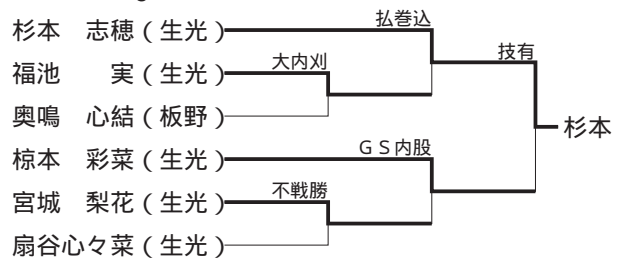 杉本　志穂(生光)
払巻込
福池　　実(生光)
大内刈
技有
奥鳴　心結(板野)
杉本
椋本　彩菜(生光)
ＧＳ内股
宮城　梨花(生光)
不戦勝
扇谷心々菜(生光)